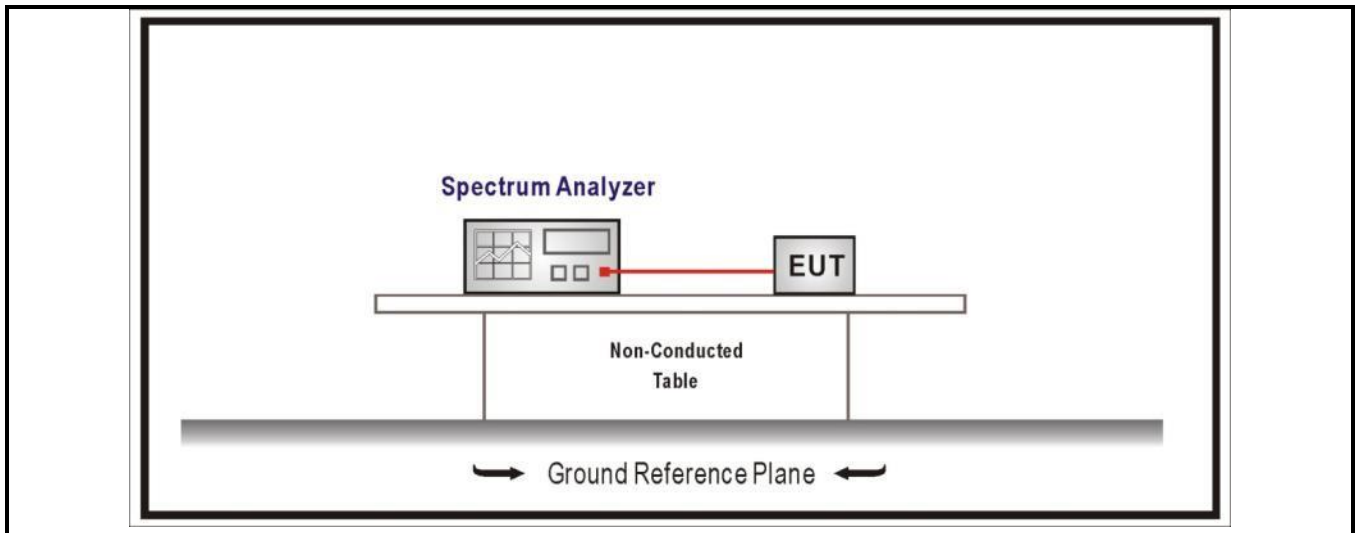 Spectrum Analyzer
EUT
Non-Conducted
Table
Ground Reference Plane